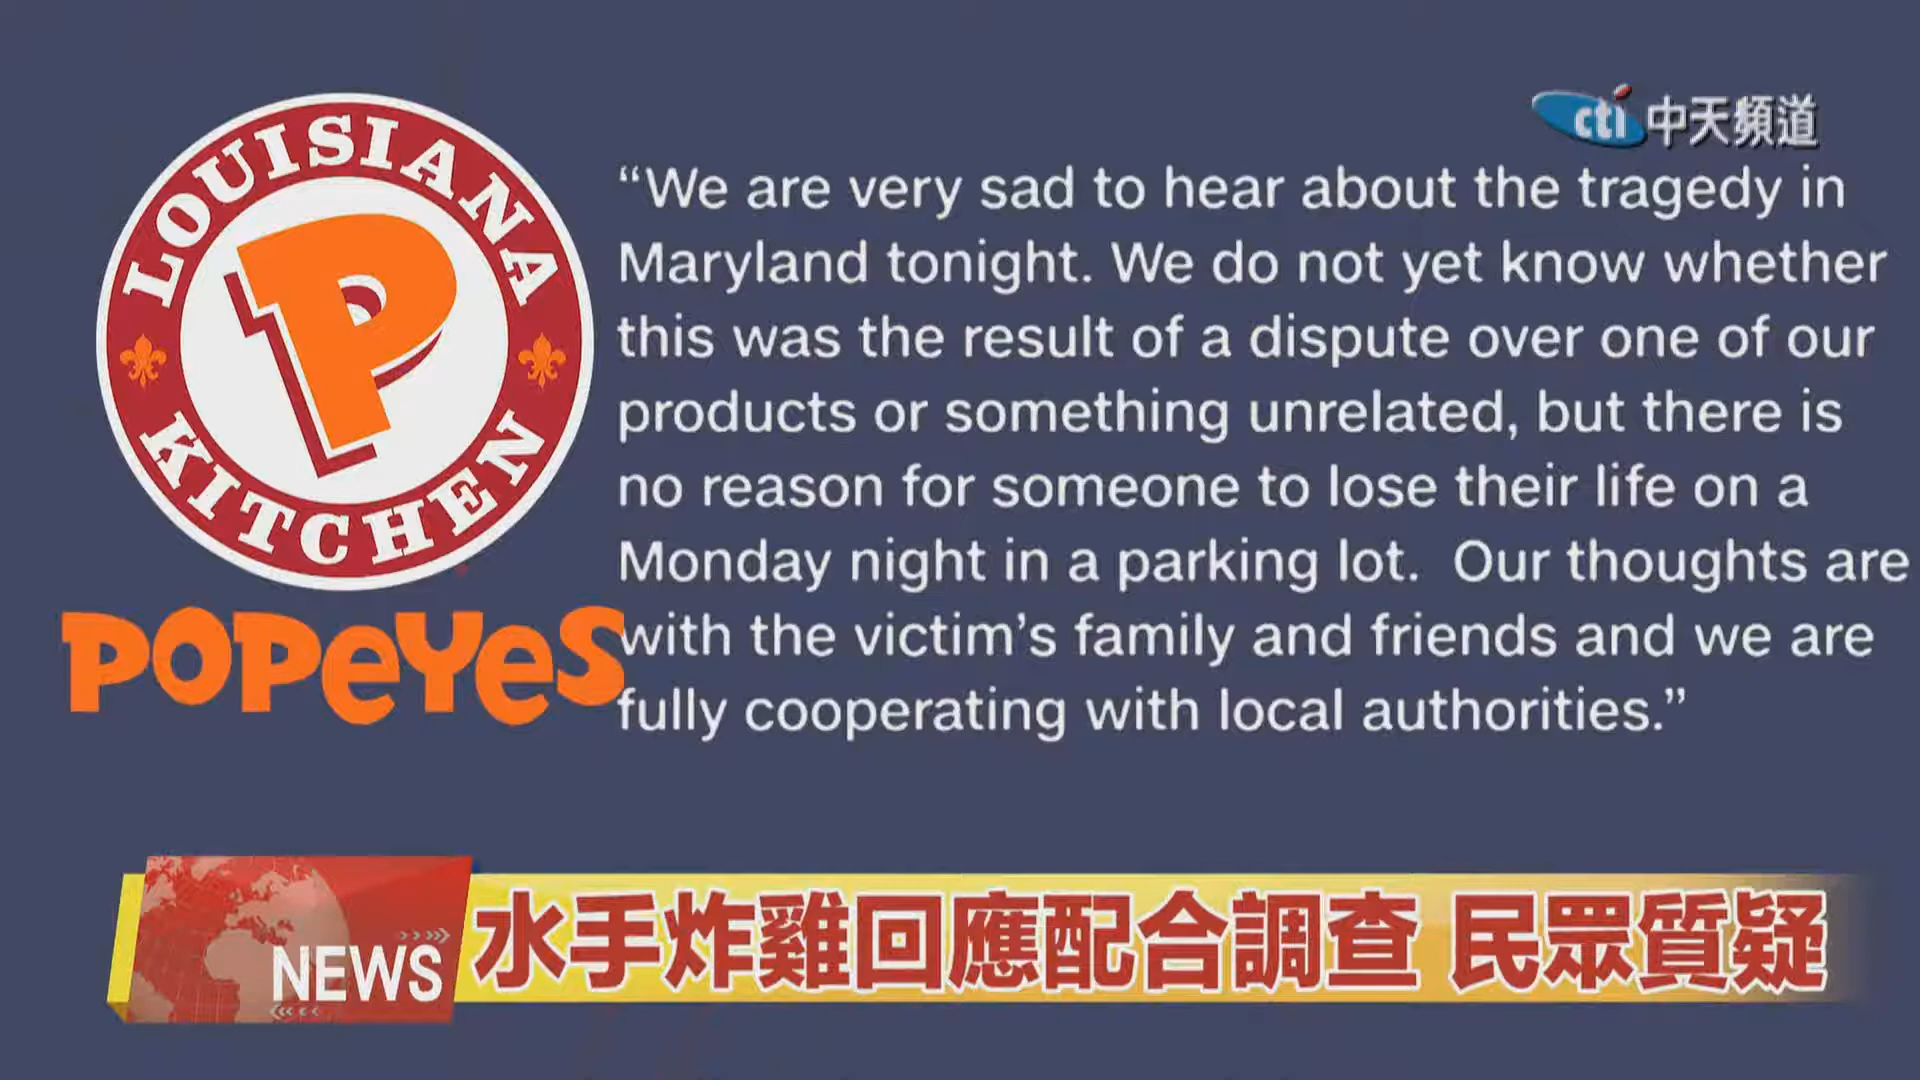 cti 中天頻道
LOUISIANA
P
KITCHEN
POPEYES
“We are very sad to hear about the tragedy in
Maryland tonight. We do not yet know whether
this was the result of a dispute over one of our
products or something unrelated, but there is
no reason for someone to lose their life on a
Monday night in a parking lot. Our thoughts are
with the victim’s family and friends and we are
fully cooperating with local authorities.”
NEWS
水手炸雞回應配合調查 民眾質疑